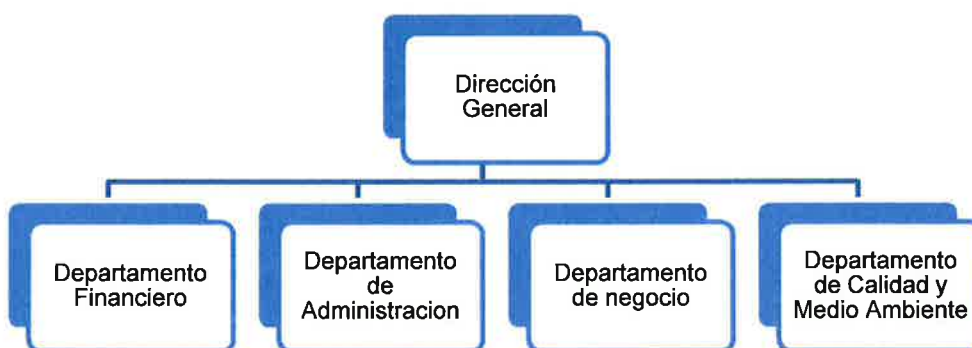 Dirección
General
Departamento
Financiero
Departamento
de
Administracion
Departamento
de negocio
Departamento
de Calidad y
Medio Ambiente